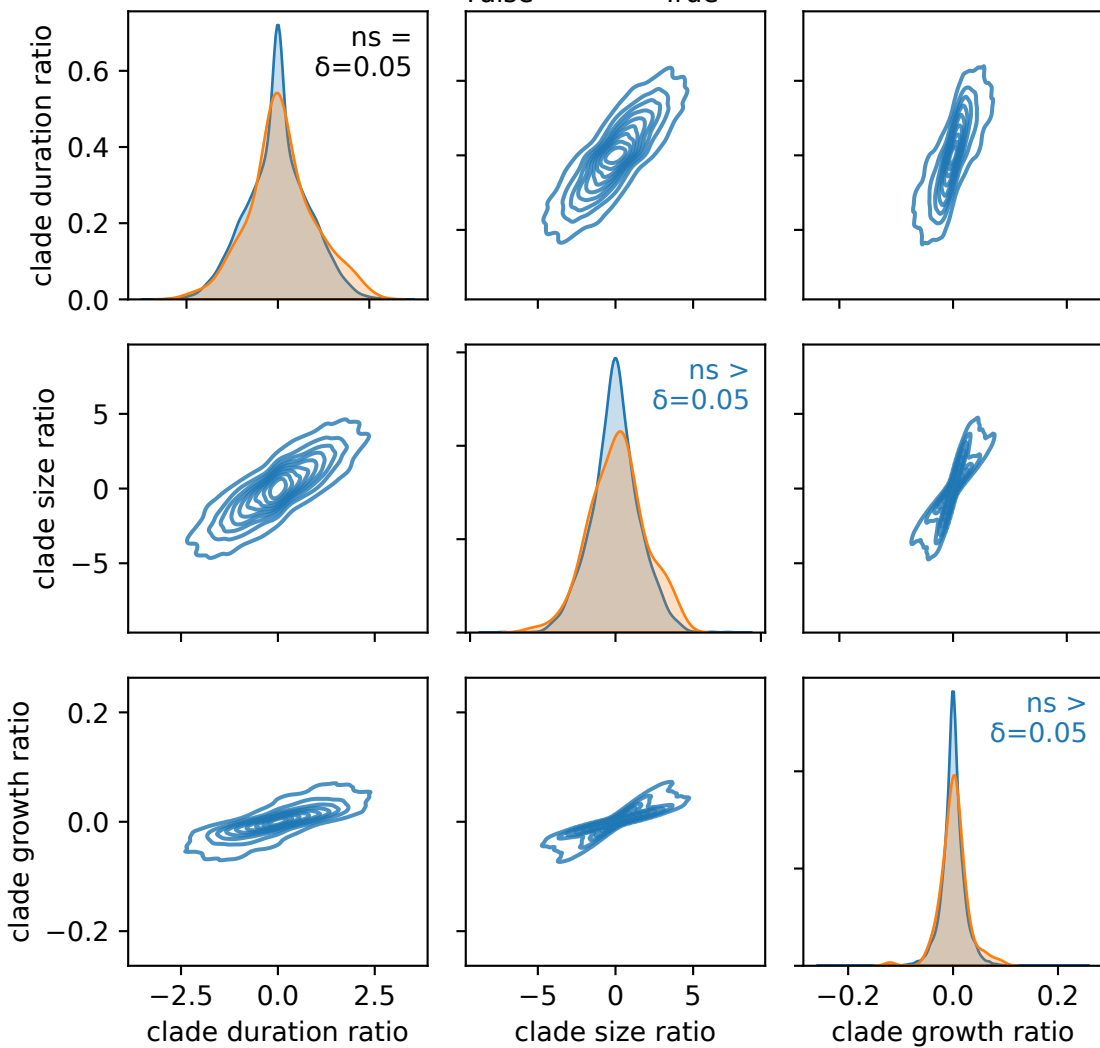 clade duration ratio
0.6
0.4
0.2
0.0
ns =
δ=0.05
clade size ratio
5
0
−5
ns >
δ=0.05
clade growth ratio
0.2
0.0
−0.2
ns >
δ=0.05
−2.5 0.0 2.5
−5 0 5
−0.2 0.0 0.2
clade duration ratio
clade size ratio
clade growth ratio